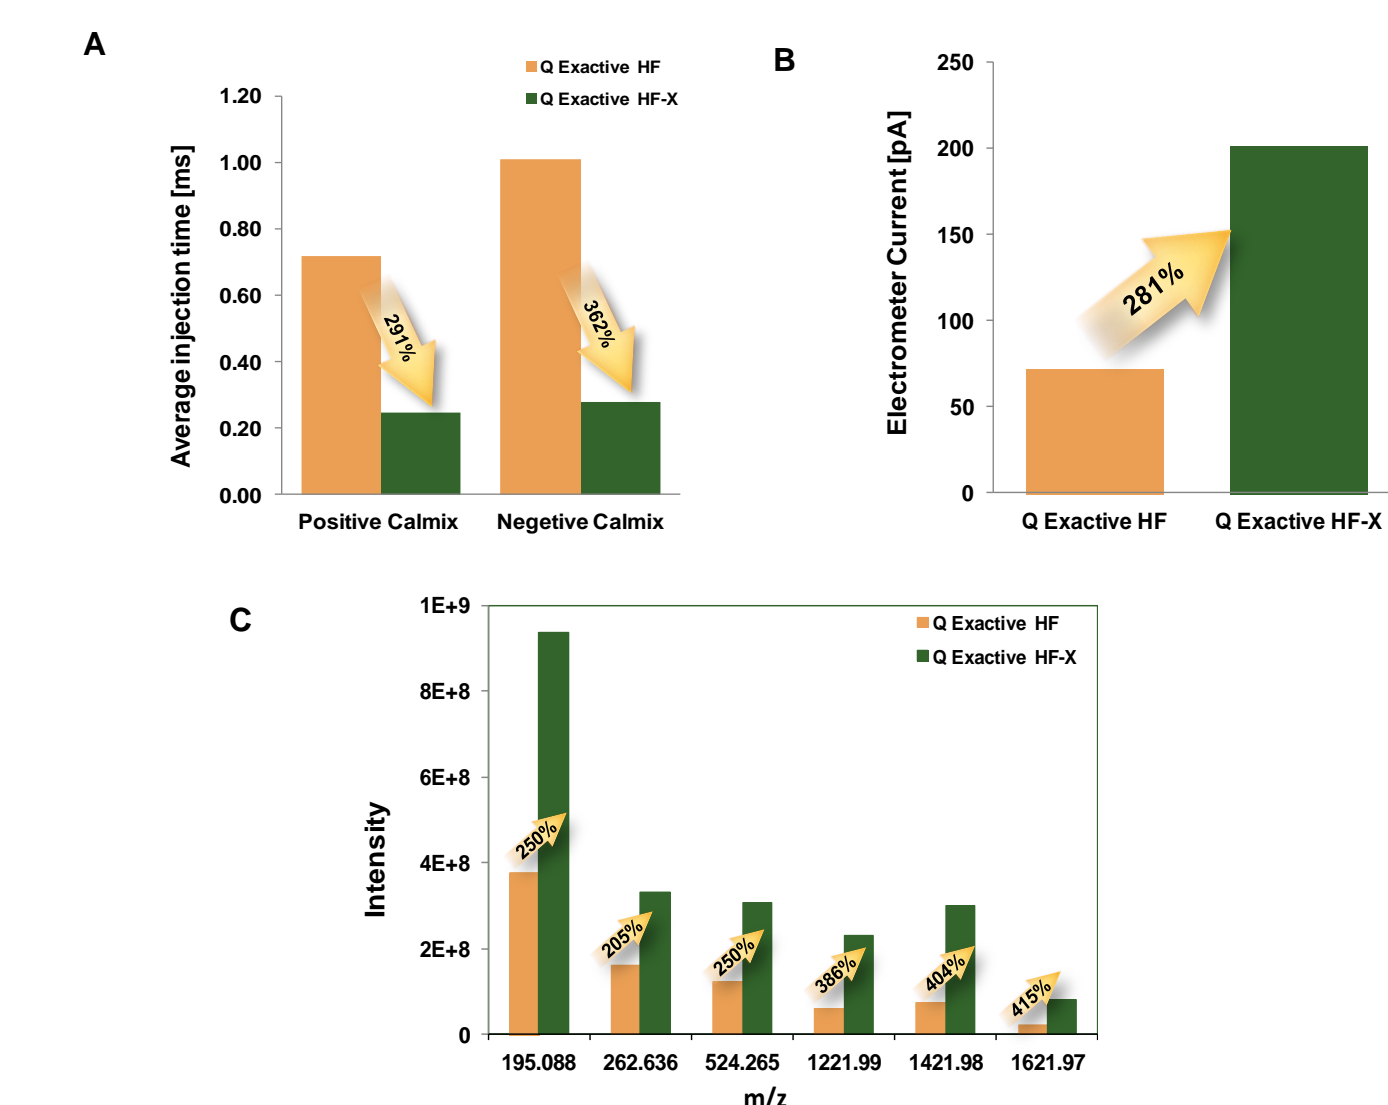 A
Q Exactive HF
Q Exactive HF-X
Average injection time [ms]
1.20
1.00
0.80
0.60
0.40
0.20
0.00
291%
362%
Positive Calmix
Negetive Calmix
B
Electrometer Current [pA]
250
200
150
100
50
0
281%
Q Exactive HF
Q Exactive HF-X
C
Q Exactive HF
Q Exactive HF-X
Intensity
1E+9
8E+8
6E+8
4E+8
2E+8
0
250%
205%
250%
386%
404%
415%
195.088
262.636
524.265
1221.99
1421.98
1621.97
m/z